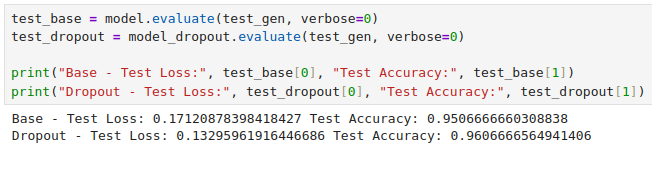 test_base = model.evaluate(test_gen, verbose=0)
test_dropout = model_dropout.evaluate(test_gen, verbose=0)
print("Base - Test Loss:", test_base[0], "Test Accuracy:", test_base[1])
print("Dropout - Test Loss:", test_dropout[0], "Test Accuracy:", test_dropout[1])
Base - Test Loss: 0.17120878398418427 Test Accuracy: 0.9506666660308838
Dropout - Test Loss: 0.13295961916446686 Test Accuracy: 0.9606666564941406